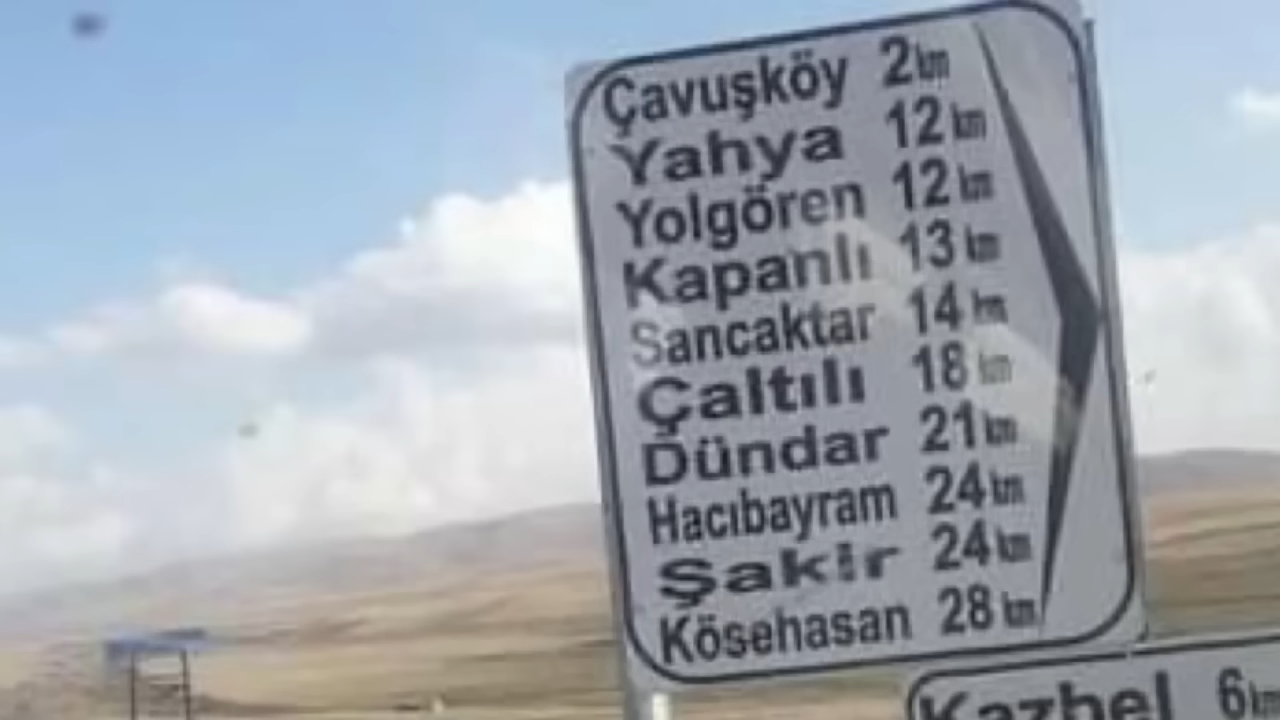 Çavuşköy 2 km
Yahya 12 km
Yolgören 12 km
Kapanlı 13 km
Sancaktar 14 km
Çaltılı 18 km
Dündar 21 km
Hacıbayram 24 km
Şakir 24 km
Kösehasan 28 km
Kazbel 6 km